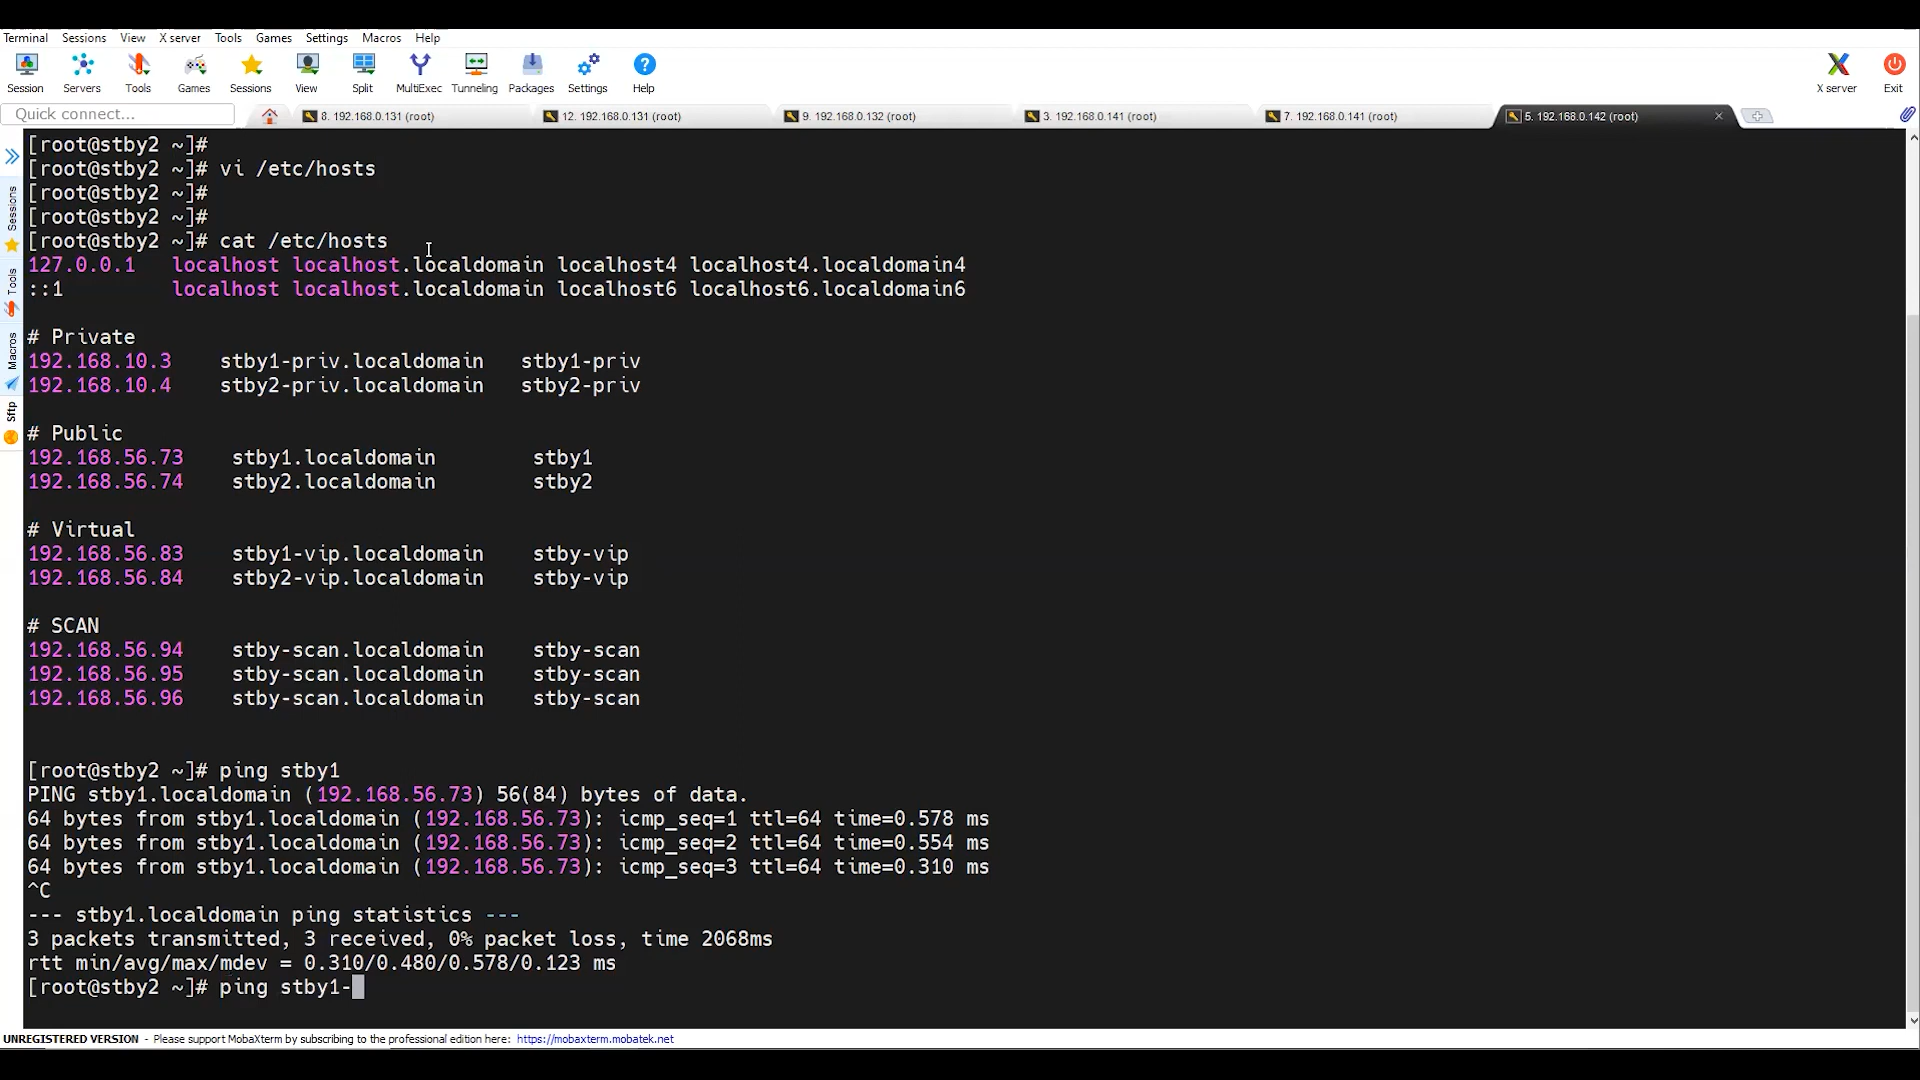 Terminal Sessions View X server Tools Games Settings Macros Help
Session Servers Tools Games Sessions View Split MultiExec Tunneling Packages Settings Help X server Exit
Quick connect... 8. 192.168.0.131 (root) 12. 192.168.0.131 (root) 9. 192.168.0.132 (root) 3. 192.168.0.141 (root) 7. 192.168.0.141 (root) 5. 192.168.0.142 (root)
Sessions
Tools
Macros
Sftp
[root@stby2 ~]#
[root@stby2 ~]# vi /etc/hosts
[root@stby2 ~]#
[root@stby2 ~]#
[root@stby2 ~]# cat /etc/hosts
127.0.0.1 localhost localhost.localdomain localhost4 localhost4.localdomain4
::1 localhost localhost.localdomain localhost6 localhost6.localdomain6
# Private
192.168.10.3 stby1-priv.localdomain stby1-priv
192.168.10.4 stby2-priv.localdomain stby2-priv
# Public
192.168.56.73 stby1.localdomain stby1
192.168.56.74 stby2.localdomain stby2
# Virtual
192.168.56.83 stby1-vip.localdomain stby-vip
192.168.56.84 stby2-vip.localdomain stby-vip
# SCAN
192.168.56.94 stby-scan.localdomain stby-scan
192.168.56.95 stby-scan.localdomain stby-scan
192.168.56.96 stby-scan.localdomain stby-scan
[root@stby2 ~]# ping stby1
PING stby1.localdomain (192.168.56.73) 56(84) bytes of data.
64 bytes from stby1.localdomain (192.168.56.73): icmp_seq=1 ttl=64 time=0.578 ms
64 bytes from stby1.localdomain (192.168.56.73): icmp_seq=2 ttl=64 time=0.554 ms
64 bytes from stby1.localdomain (192.168.56.73): icmp_seq=3 ttl=64 time=0.310 ms
^C
--- stby1.localdomain ping statistics ---
3 packets transmitted, 3 received, 0% packet loss, time 2068ms
rtt min/avg/max/mdev = 0.310/0.480/0.578/0.123 ms
[root@stby2 ~]# ping stby1-
UNREGISTERED VERSION - Please support MobaXterm by subscribing to the professional edition here: https://mobaxterm.mobatek.net